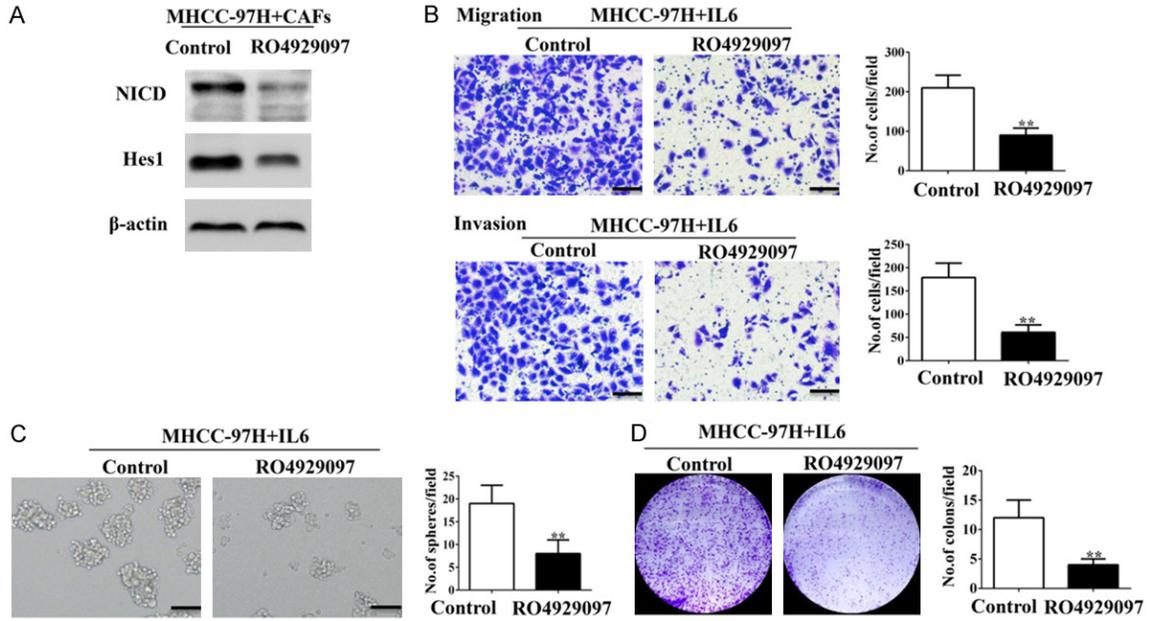 A
MHCC-97H+CAFs
Control RO4929097
NICD
Hes1
β-actin
B
Migration MHCC-97H+IL6
Control RO4929097
No.of cells/field
300
200
100
0
**
Control RO4929097
Invasion MHCC-97H+IL6
Control RO4929097
No.of cells/field
250
200
150
100
50
0
**
Control RO4929097
C
MHCC-97H+IL6
Control RO4929097
No.of spheres/field
25
20
15
10
5
0
**
Control RO4929097
D
MHCC-97H+IL6
Control RO4929097
No.of colons/field
20
15
10
5
0
**
Control RO4929097